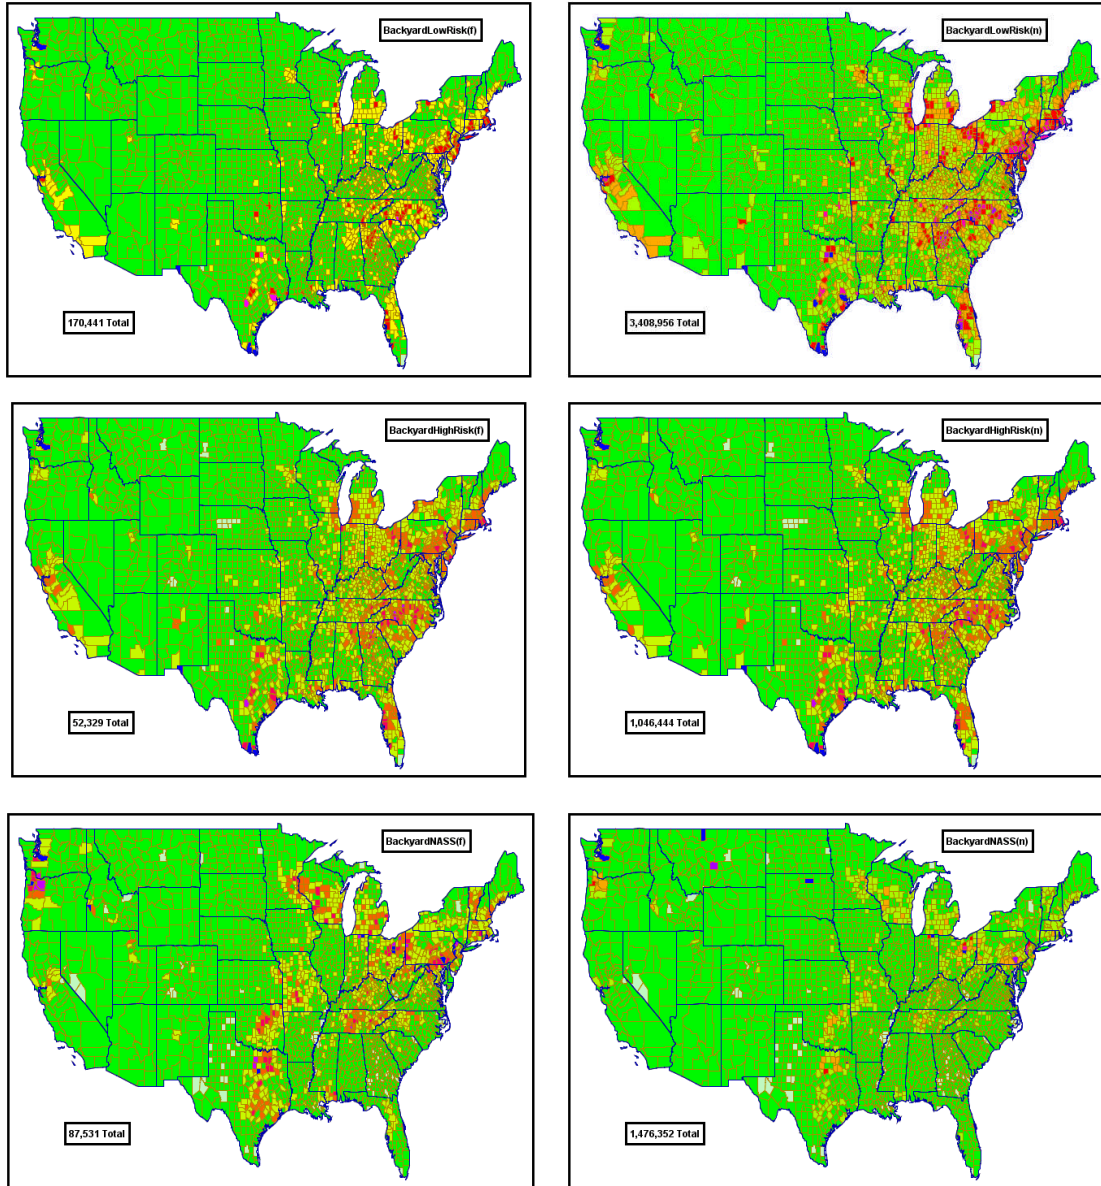 BackyardLowRisk(f)
170,441 Total
BackyardLowRisk(n)
3,408,956 Total
BackyardHighRisk(f)
52,329 Total
BackyardHighRisk(n)
1,046,444 Total
BackyardNASS(f)
87,531 Total
BackyardNASS(n)
1,476,352 Total